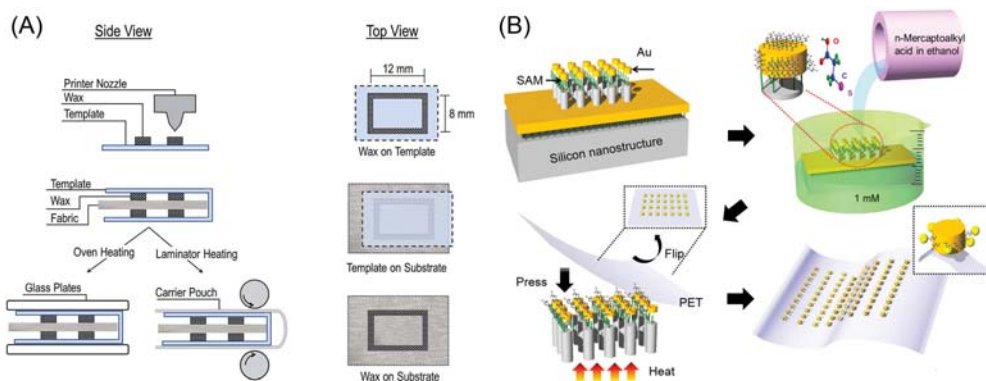 (A)
Side View
Top View
Printer Nozzle
Wax
Template
12 mm
8 mm
Wax on Template
Template
Wax
Fabric
Oven Heating
Laminator Heating
Template on Substrate
Glass Plates
Carrier Pouch
Wax on Substrate
(B)
Au
SAM
Silicon nanostructure
n-Mercaptoalkyl
acid in ethanol
O
C
S
1 mM
Flip
Press
PET
Heat